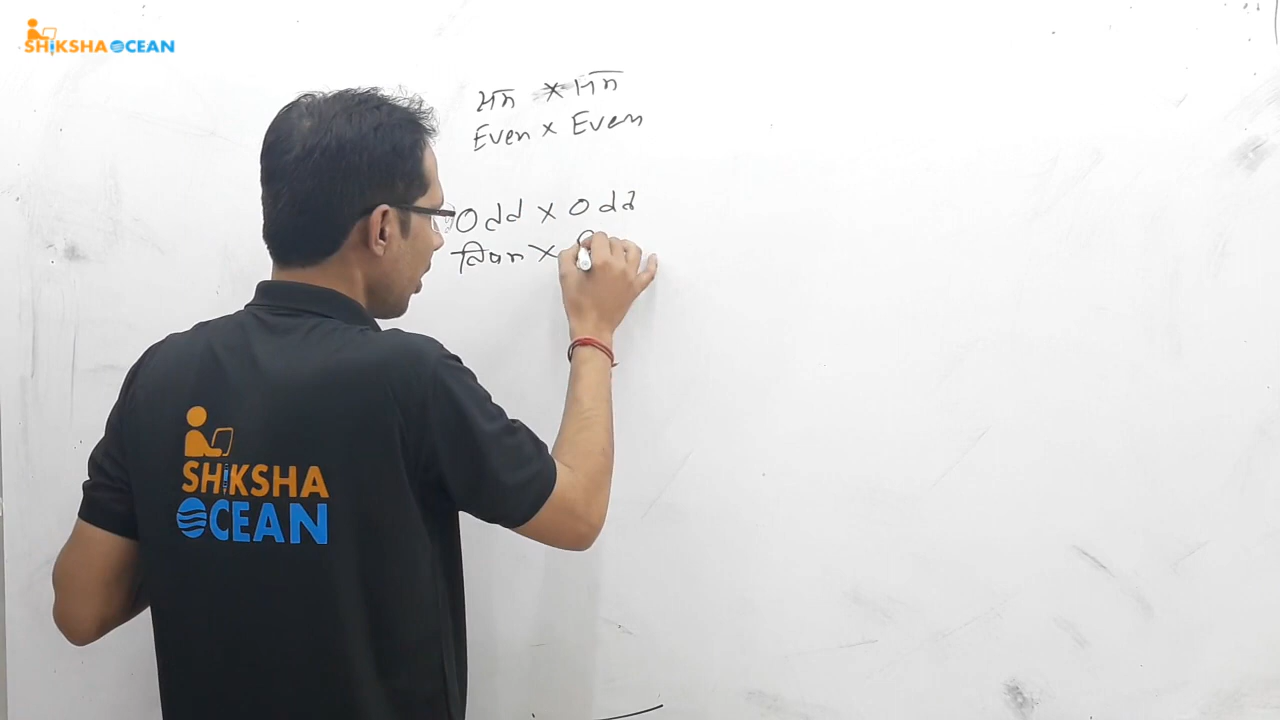 SHIKSHA OCEAN
सम × सम
Even × Even
Odd × Odd
विषम ×
SHIKSHA
OCEAN